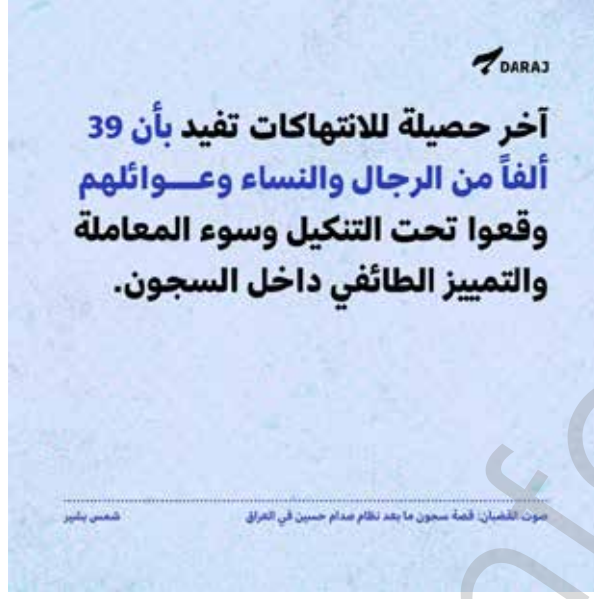 DARAJ
آخر حصيلة للانتهاكات تفيد بأن 39
ألفاً من الرجال والنساء وعـــوائلهم
وقعوا تحت التنكيل وسوء المعاملة
والتمييز الطائفي داخل السجون.
صوت القضبان: قصة سجون ما بعد نظام صدام حسين في العراق
شمس بشير